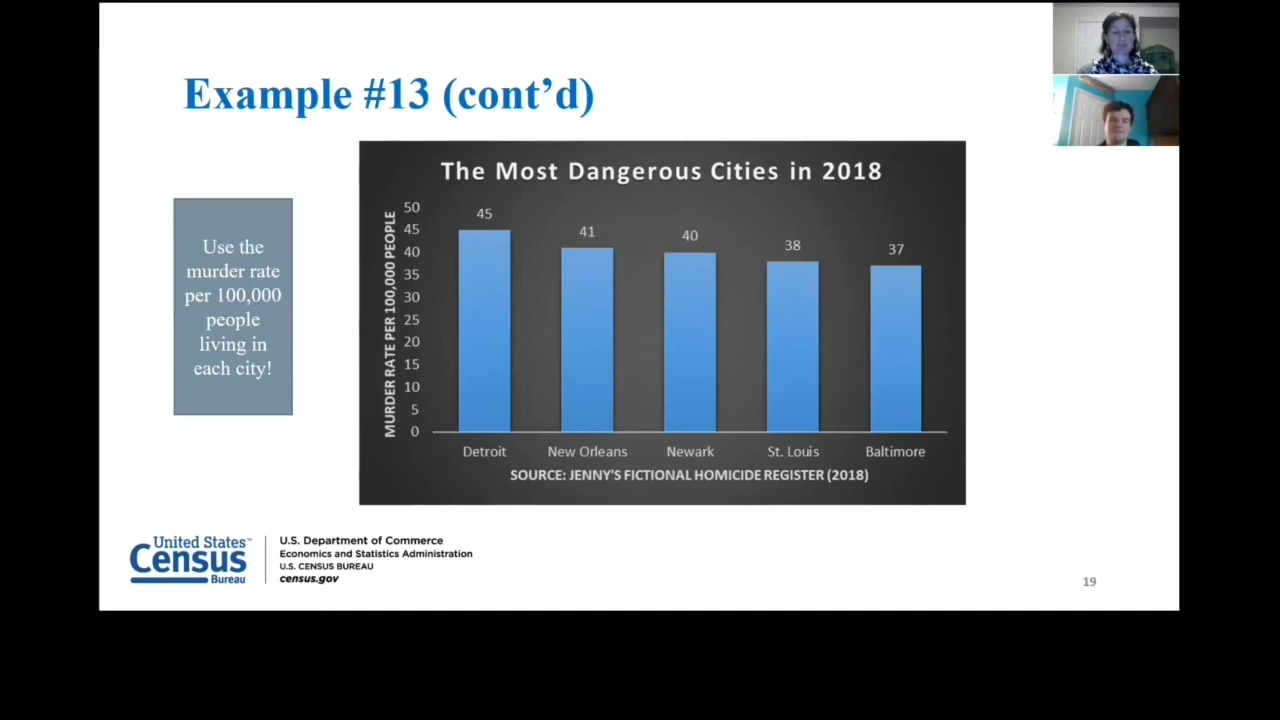 Example #13 (cont’d)
Use the
murder rate
per 100,000
people
living in
each city!
The Most Dangerous Cities in 2018
MURDER RATE PER 100,000 PEOPLE
50
45
40
35
30
25
20
15
10
5
0
45
41
40
38
37
Detroit
New Orleans
Newark
St. Louis
Baltimore
SOURCE: JENNY'S FICTIONAL HOMICIDE REGISTER (2018)
United States™
Census
Bureau
U.S. Department of Commerce
Economics and Statistics Administration
U.S. CENSUS BUREAU
census.gov
19